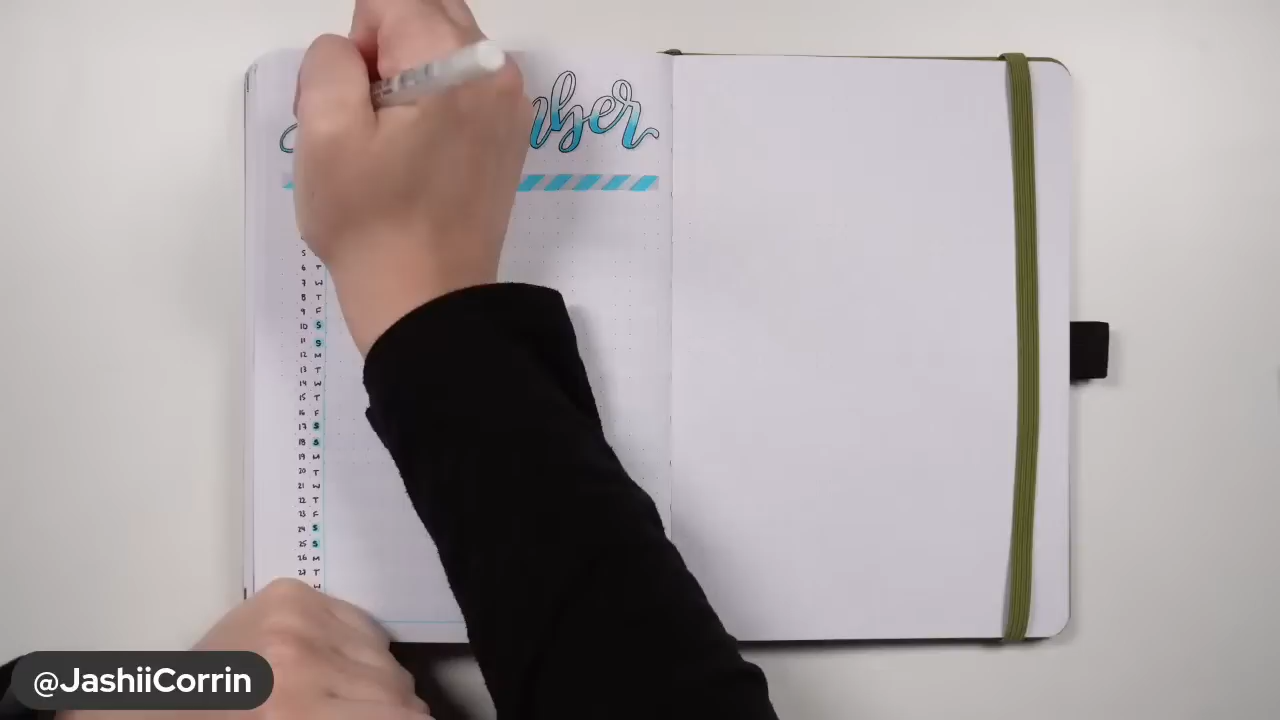 ber
5
6 T
7 W
8 T
9 F
10 S
11 S
12 M
13 T
14 W
15 T
16 F
17 S
18 S
19 M
20 T
21 W
22 T
23 F
24 S
25 S
26 M
27 T
W
@JashiiCorrin